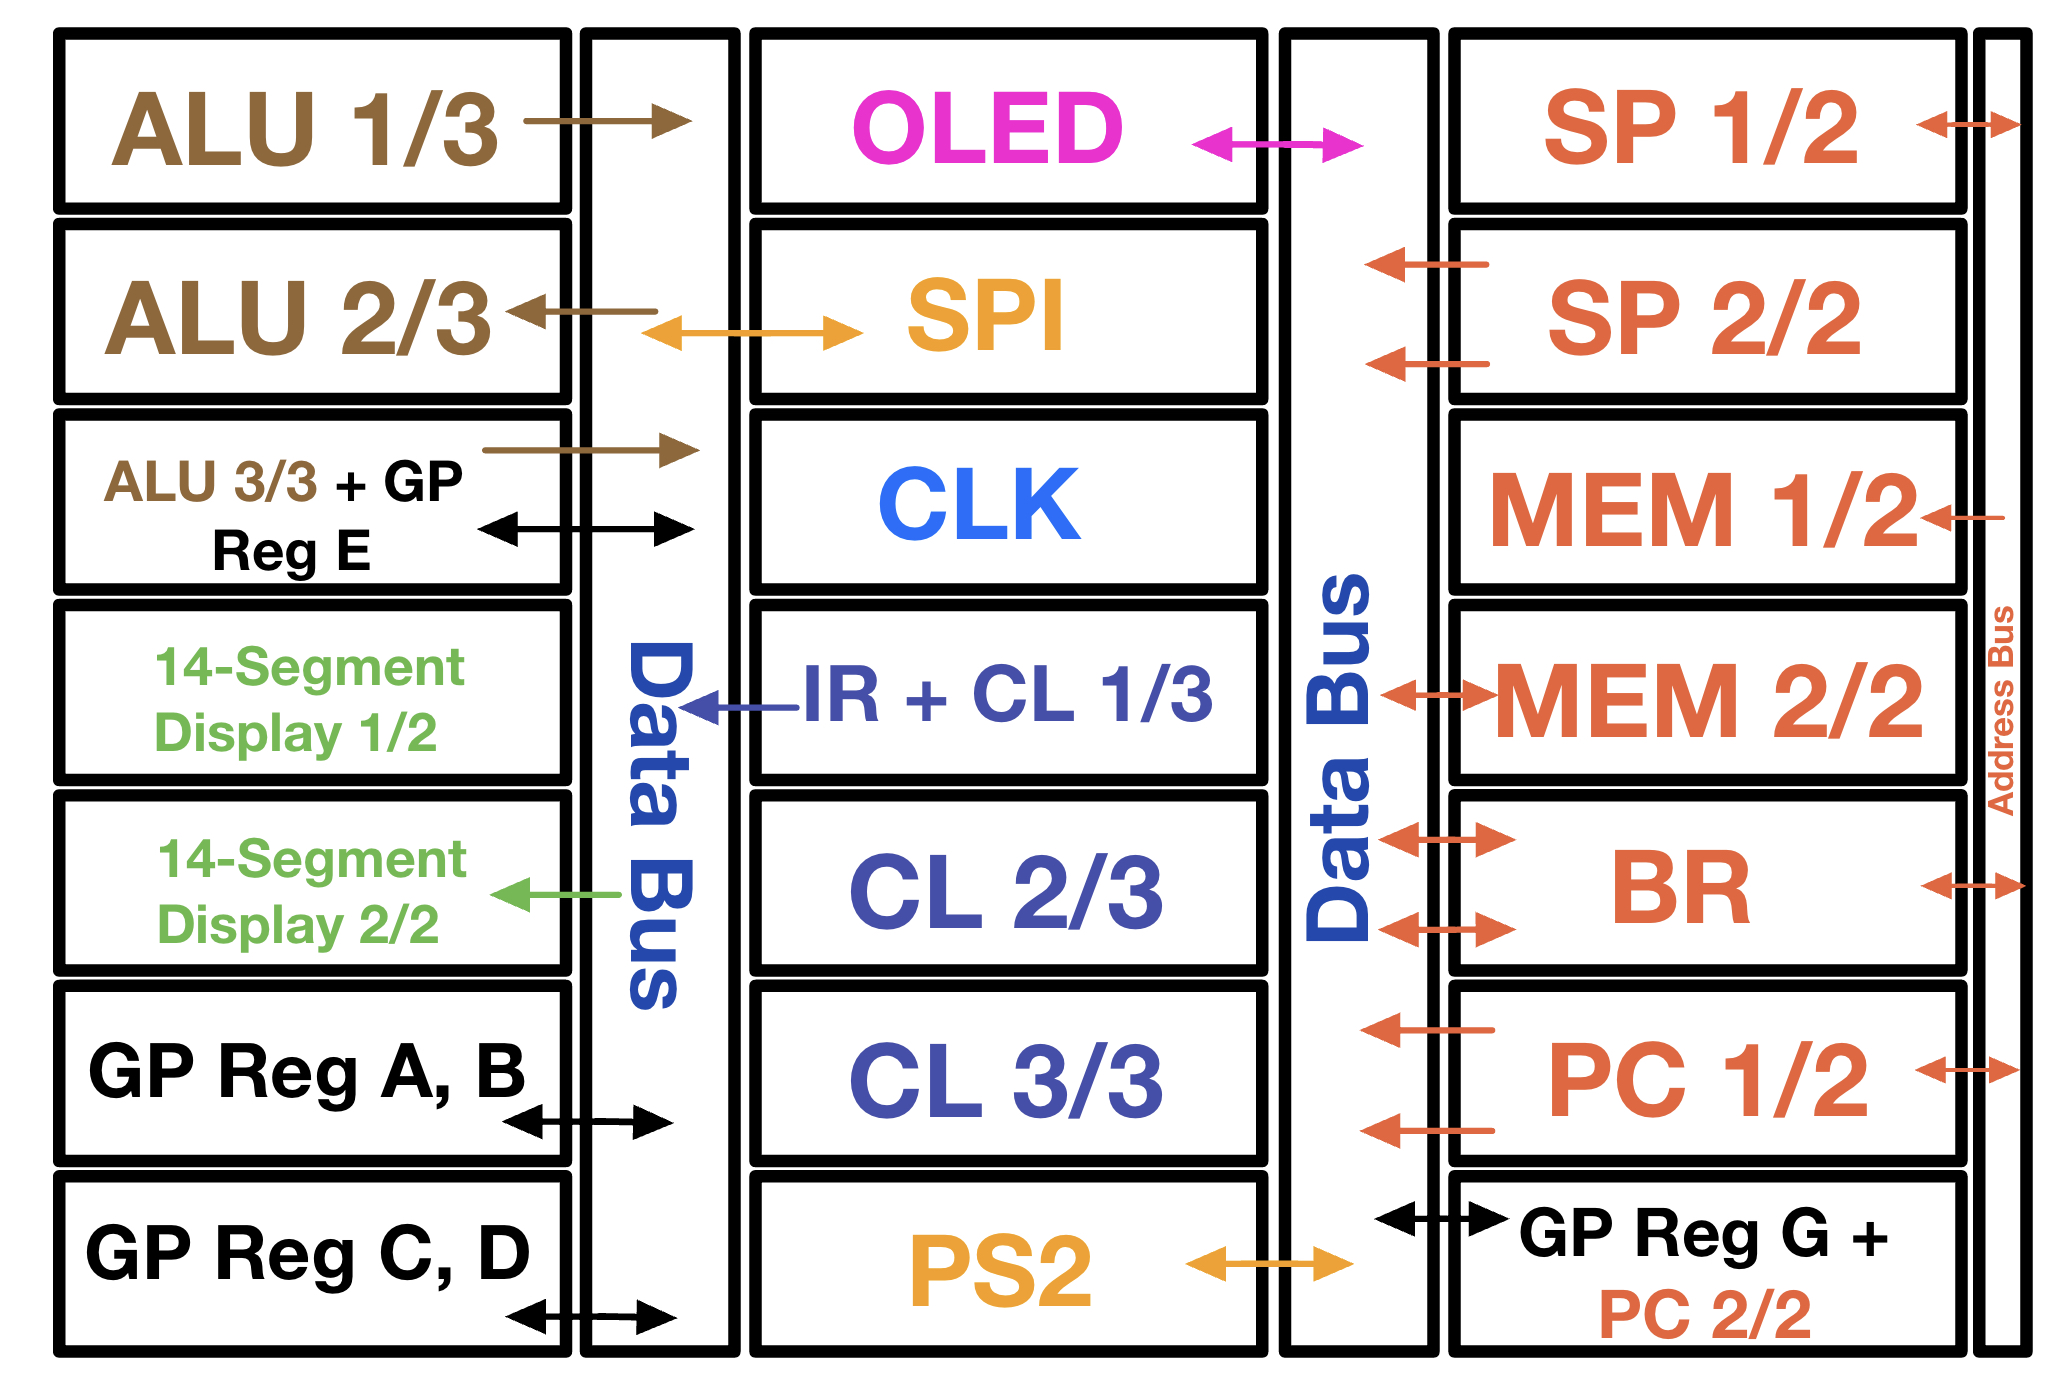 ALU 1/3
ALU 2/3
ALU 3/3 + GP
Reg E
14-Segment
Display 1/2
14-Segment
Display 2/2
GP Reg A, B
GP Reg C, D
Data Bus
OLED
SPI
CLK
IR + CL 1/3
CL 2/3
CL 3/3
PS2
Data Bus
SP 1/2
SP 2/2
MEM 1/2
MEM 2/2
BR
PC 1/2
GP Reg G +
PC 2/2
Address Bus